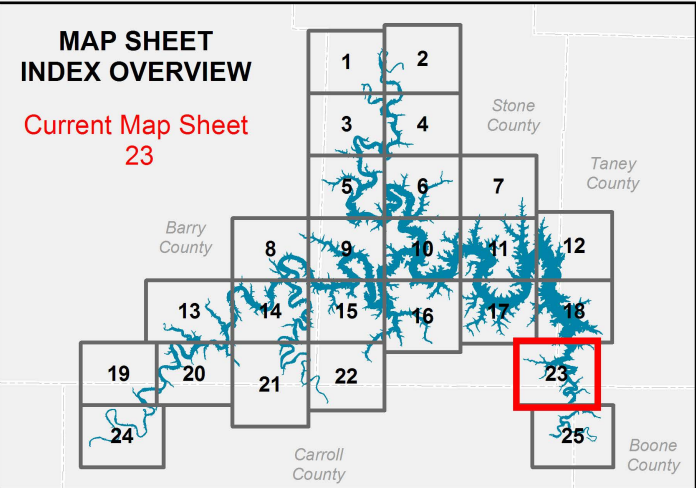 MAP SHEET
INDEX OVERVIEW
Current Map Sheet
23
1
2
Stone
County
3
4
Taney
County
5
6
7
Barry
County
8
9
10
11
12
13
14
15
16
17
18
19
20
21
22
23
24
25
Carroll
County
Boone
County